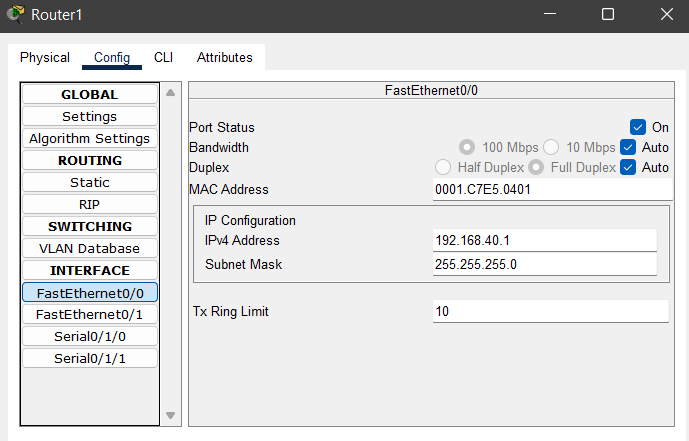 Router1
Physical Config CLI Attributes
GLOBAL
Settings
Algorithm Settings
ROUTING
Static
RIP
SWITCHING
VLAN Database
INTERFACE
FastEthernet0/0
FastEthernet0/1
Serial0/1/0
Serial0/1/1
FastEthernet0/0
Port Status On
Bandwidth 100 Mbps 10 Mbps Auto
Duplex Half Duplex Full Duplex Auto
MAC Address 0001.C7E5.0401
IP Configuration
IPv4 Address 192.168.40.1
Subnet Mask 255.255.255.0
Tx Ring Limit 10